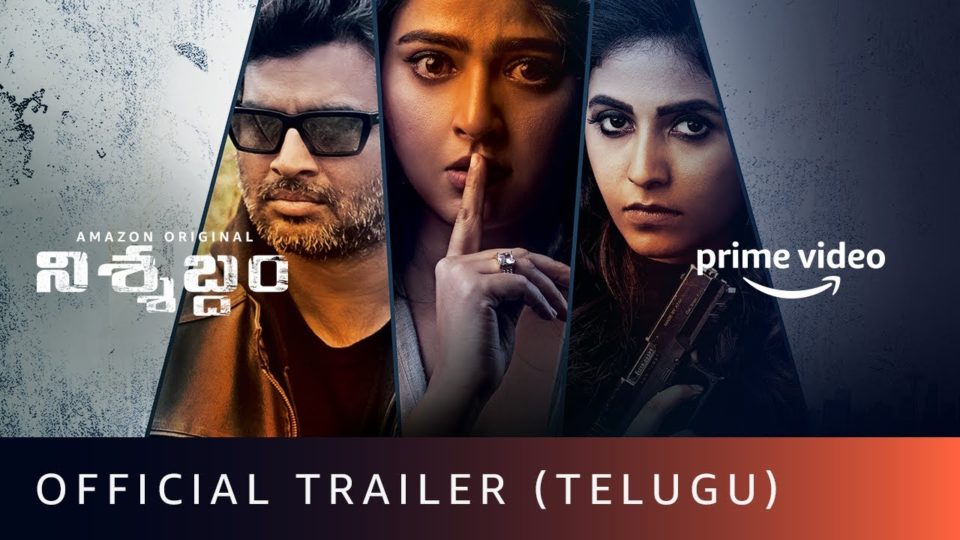 AMAZON ORIGINAL
నిశ్శబ్దం
prime video
OFFICIAL TRAILER (TELUGU)